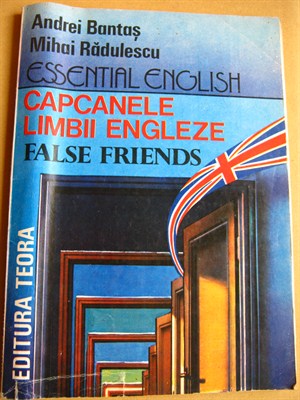 Andrei Bantaș
Mihai Rădulescu
ESSENTIAL ENGLISH
CAPCANELE
LIMBII ENGLEZE
FALSE FRIENDS
EDITURA TEORA